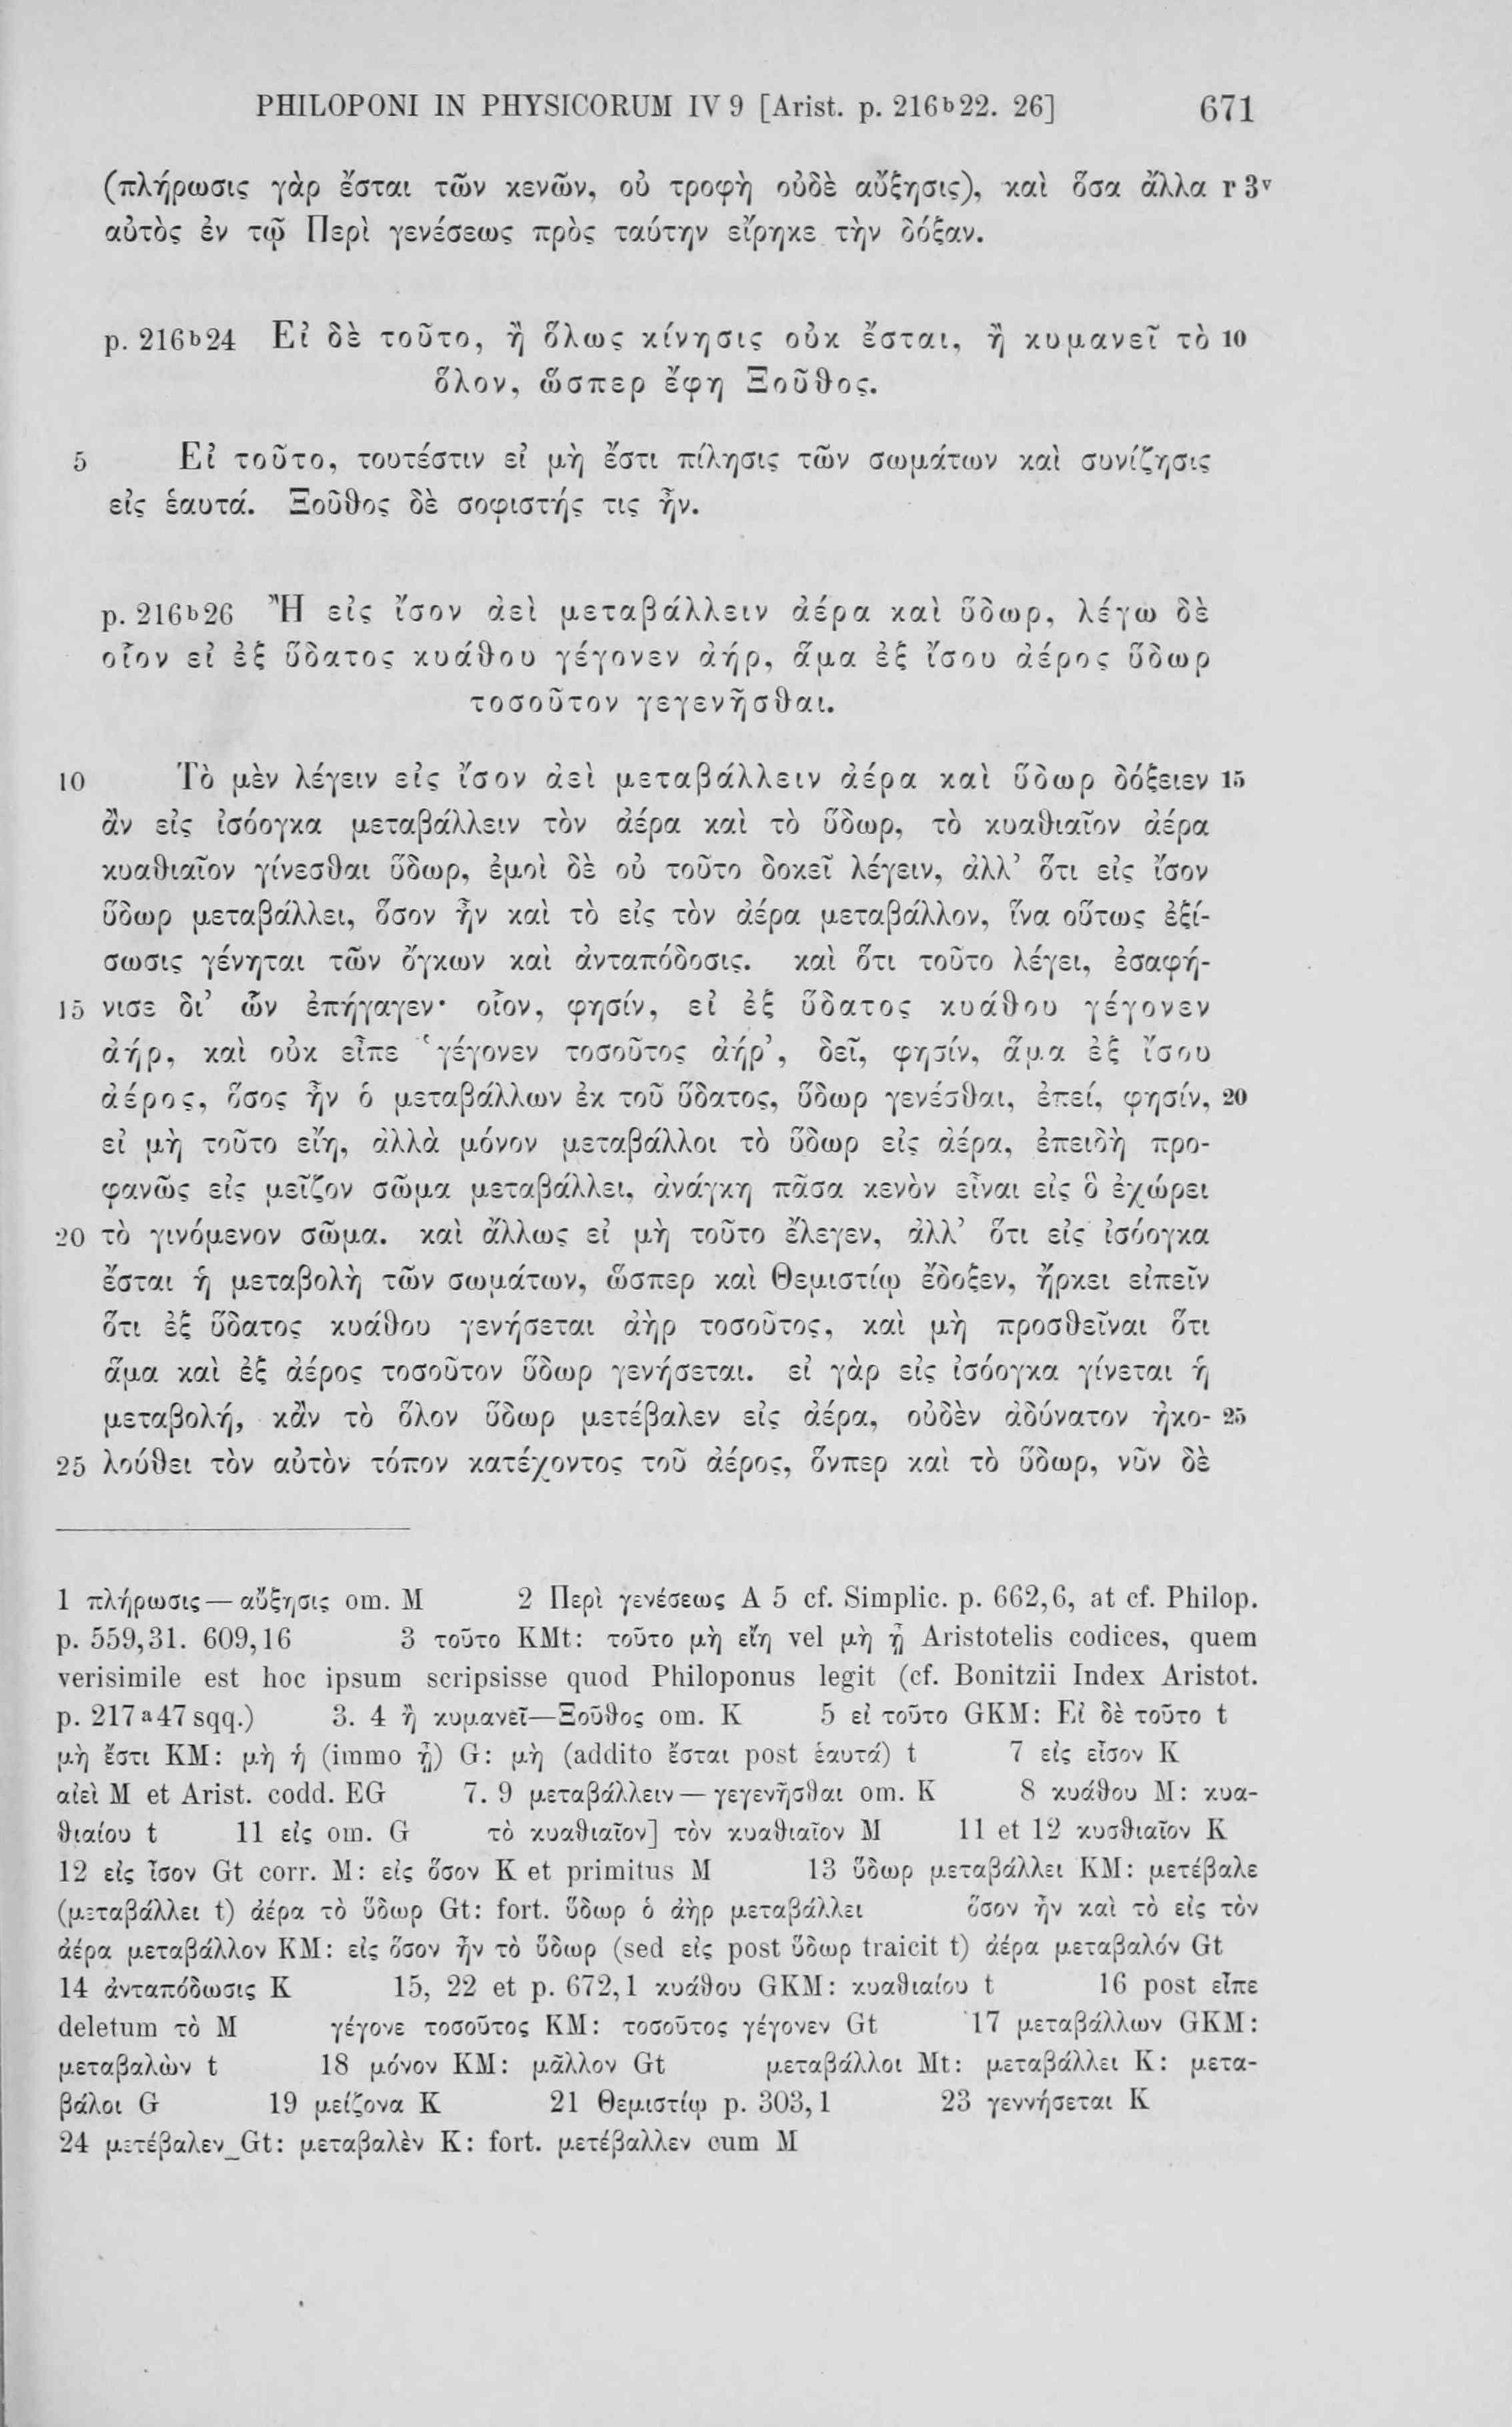 PHILOPONI IN PHYSICORUM IV 9 [Arist. p. 216ᵇ22. 26] 671
(πλήρωσις γὰρ ἔσται τῶν κενῶν, οὐ τροφὴ οὐδὲ αὔξησις), καὶ ὅσα ἄλλα r 3ᵛ
αὐτὸς ἐν τῷ Περὶ γενέσεως πρὸς ταύτην εἴρηκε τὴν δόξαν.
p. 216ᵇ24 Εἰ δὲ τοῦτο, ἢ ὅλως κίνησις οὐκ ἔσται, ἢ κυμανεῖ τὸ 10
ὅλον, ὥσπερ ἔφη Ξοῦθος.
5 Εἰ τοῦτο, τουτέστιν εἰ μὴ ἔστι πίλησις τῶν σωμάτων καὶ συνίζησις
εἰς ἑαυτά. Ξοῦθος δὲ σοφιστής τις ἦν.
p. 216ᵇ26 Ἢ εἰς ἴσον ἀεὶ μεταβάλλειν ἀέρα καὶ ὕδωρ, λέγω δὲ
οἷον εἰ ἐξ ὕδατος κυάθου γέγονεν ἀήρ, ἅμα ἐξ ἴσου ἀέρος ὕδωρ
τοσοῦτον γεγενῆσθαι.
10 Τὸ μὲν λέγειν εἰς ἴσον ἀεὶ μεταβάλλειν ἀέρα καὶ ὕδωρ δόξειεν 15
ἂν εἰς ἰσόογκα μεταβάλλειν τὸν ἀέρα καὶ τὸ ὕδωρ, τὸ κυαθιαῖον ἀέρα
κυαθιαῖον γίνεσθαι ὕδωρ, ἐμοὶ δὲ οὐ τοῦτο δοκεῖ λέγειν, ἀλλ’ ὅτι εἰς ἴσον
ὕδωρ μεταβάλλει, ὅσον ἦν καὶ τὸ εἰς τὸν ἀέρα μεταβάλλον, ἵνα οὕτως ἐξί-
σωσις γένηται τῶν ὄγκων καὶ ἀνταπόδοσις. καὶ ὅτι τοῦτο λέγει, ἐσαφή-
15 νισε δι’ ὧν ἐπήγαγεν· οἷον, φησίν, εἰ ἐξ ὕδατος κυάθου γέγονεν
ἀήρ, καὶ οὐκ εἶπε ‘γέγονεν τοσοῦτος ἀήρ’, δεῖ, φησίν, ἅμα ἐξ ἴσου
ἀέρος, ὅσος ἦν ὁ μεταβάλλων ἐκ τοῦ ὕδατος, ὕδωρ γενέσθαι, ἐπεί, φησίν, 20
εἰ μὴ τοῦτο εἴη, ἀλλὰ μόνον μεταβάλλοι τὸ ὕδωρ εἰς ἀέρα, ἐπειδὴ προ-
φανῶς εἰς μεῖζον σῶμα μεταβάλλει, ἀνάγκη πᾶσα κενὸν εἶναι εἰς ὃ ἐχώρει
20 τὸ γινόμενον σῶμα. καὶ ἄλλως εἰ μὴ τοῦτο ἔλεγεν, ἀλλ’ ὅτι εἰς ἰσόογκα
ἔσται ἡ μεταβολὴ τῶν σωμάτων, ὥσπερ καὶ Θεμιστίῳ ἔδοξεν, ἤρκει εἰπεῖν
ὅτι ἐξ ὕδατος κυάθου γενήσεται ἀὴρ τοσοῦτος, καὶ μὴ προσθεῖναι ὅτι
ἅμα καὶ ἐξ ἀέρος τοσοῦτον ὕδωρ γενήσεται. εἰ γὰρ εἰς ἰσόογκα γίνεται ἡ
μεταβολή, κἂν τὸ ὅλον ὕδωρ μετέβαλεν εἰς ἀέρα, οὐδὲν ἀδύνατον ἠκο- 25
25 λούθει τὸν αὐτὸν τόπον κατέχοντος τοῦ ἀέρος, ὅνπερ καὶ τὸ ὕδωρ, νῦν δὲ
1 πλήρωσις — αὔξησις om. M 2 Περὶ γενέσεως A 5 cf. Simplic. p. 662,6, at cf. Philop.
p. 559,31. 609,16 3 τοῦτο KMt: τοῦτο μὴ εἴη vel μὴ ᾖ Aristotelis codices, quem
verisimile est hoc ipsum scripsisse quod Philoponus legit (cf. Bonitzii Index Aristot.
p. 217ᵃ47 sqq.) 3. 4 ἢ κυμανεῖ—Ξοῦθος om. K 5 εἰ τοῦτο GKM: Εἰ δὲ τοῦτο t
μὴ ἔστι KM: μὴ ἡ (immo ᾖ) G: μὴ (addito ἔσται post ἑαυτά) t 7 εἰς εἶσον K
αἰεὶ M et Arist. codd. EG 7. 9 μεταβάλλειν — γεγενῆσθαι om. K 8 κυάθου M: κυα-
θιαίου t 11 εἰς om. G τὸ κυαθιαῖον] τὸν κυαθιαῖον M 11 et 12 κυσθιαῖον K
12 εἰς ἴσον Gt corr. M: εἰς ὅσον K et primitus M 13 ὕδωρ μεταβάλλει KM: μετέβαλε
(μεταβάλλει t) ἀέρα τὸ ὕδωρ Gt: fort. ὕδωρ ὁ ἀὴρ μεταβάλλει ὅσον ἦν καὶ τὸ εἰς τὸν
ἀέρα μεταβάλλον KM: εἰς ὅσον ἦν τὸ ὕδωρ (sed εἰς post ὕδωρ traicit t) ἀέρα μεταβαλόν Gt
14 ἀνταπόδωσις K 15, 22 et p. 672,1 κυάθου GKM: κυαθιαίου t 16 post εἶπε
deletum τὸ M γέγονε τοσοῦτος KM: τοσοῦτος γέγονεν Gt 17 μεταβάλλων GKM:
μεταβαλὼν t 18 μόνον KM: μᾶλλον Gt μεταβάλλοι Mt: μεταβάλλει K: μετα-
βάλοι G 19 μείζονα K 21 Θεμιστίῳ p. 303,1 23 γεννήσεται K
24 μετέβαλεν Gt: μεταβαλὲν K: fort. μετέβαλλεν cum M